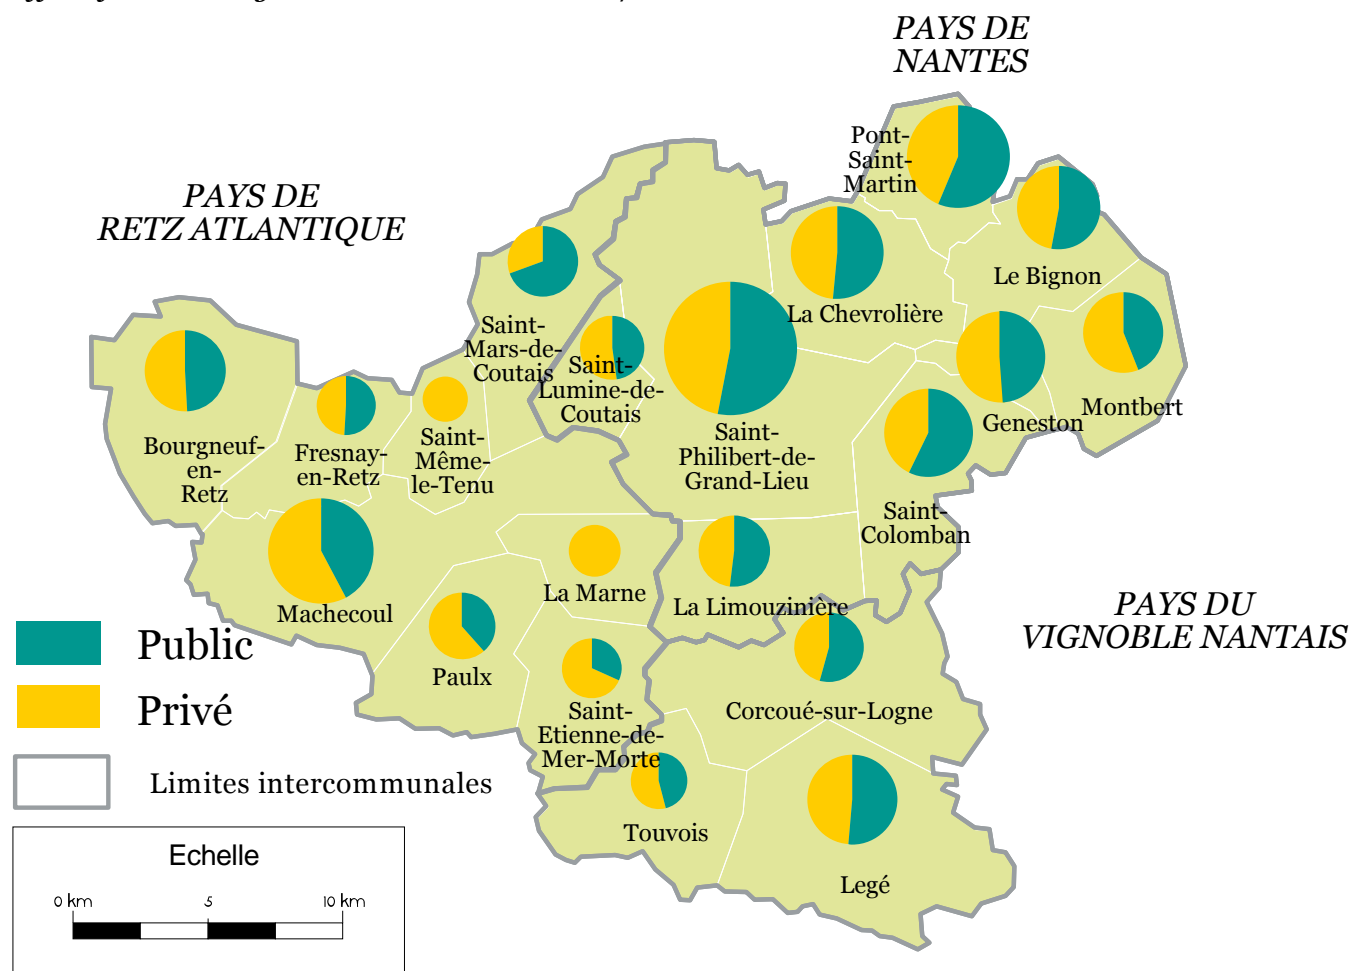 PAYS DE
NANTES
Pont-
Saint-
Martin
PAYS DE
RETZ ATLANTIQUE
Le Bignon
La Chevrolière
Saint-
Mars-de-
Coutais
Saint-
Lumine-de-
Coutais
Montbert
Geneston
Bourgneuf-
en-
Retz
Fresnay-
en-Retz
Saint-
Même-
le-Tenu
Saint-
Philibert-de-
Grand-Lieu
Saint-
Colomban
La Marne
La Limouzinière
Machecoul
PAYS DU
VIGNOBLE NANTAIS
Public
Privé
Limites intercommunales
Paulx
Saint-
Etienne-de-
Mer-Morte
Corcoué-sur-Logne
Touvois
Legé
Echelle
0 km 5 10 km